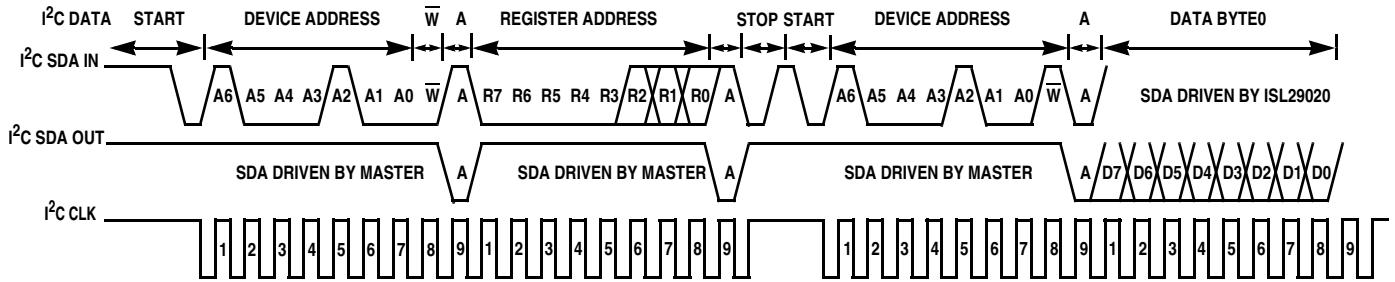 I²C DATA START DEVICE ADDRESS W̅ A REGISTER ADDRESS STOP START DEVICE ADDRESS A DATA BYTE0
I²C SDA IN
A6 A5 A4 A3 A2 A1 A0 W̅ A R7 R6 R5 R4 R3 R2 R1 R0 A A6 A5 A4 A3 A2 A1 A0 W̅ A SDA DRIVEN BY ISL29020
I²C SDA OUT
SDA DRIVEN BY MASTER A SDA DRIVEN BY MASTER A SDA DRIVEN BY MASTER A D7 D6 D5 D4 D3 D2 D1 D0
I²C CLK
1 2 3 4 5 6 7 8 9 1 2 3 4 5 6 7 8 9 1 2 3 4 5 6 7 8 9 1 2 3 4 5 6 7 8 9